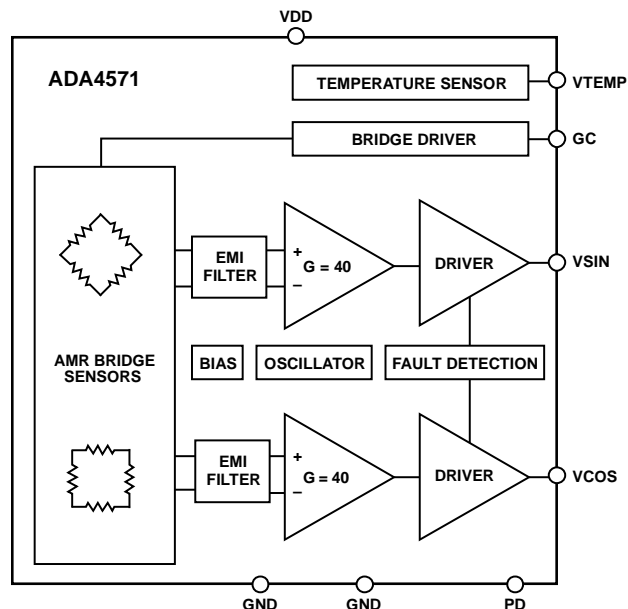 VDD
ADA4571
TEMPERATURE SENSOR
VTEMP
BRIDGE DRIVER
GC
EMI
FILTER
+
–
G = 40
DRIVER
VSIN
AMR BRIDGE
SENSORS
BIAS
OSCILLATOR
FAULT DETECTION
EMI
FILTER
+
–
G = 40
DRIVER
VCOS
GND
GND
PD